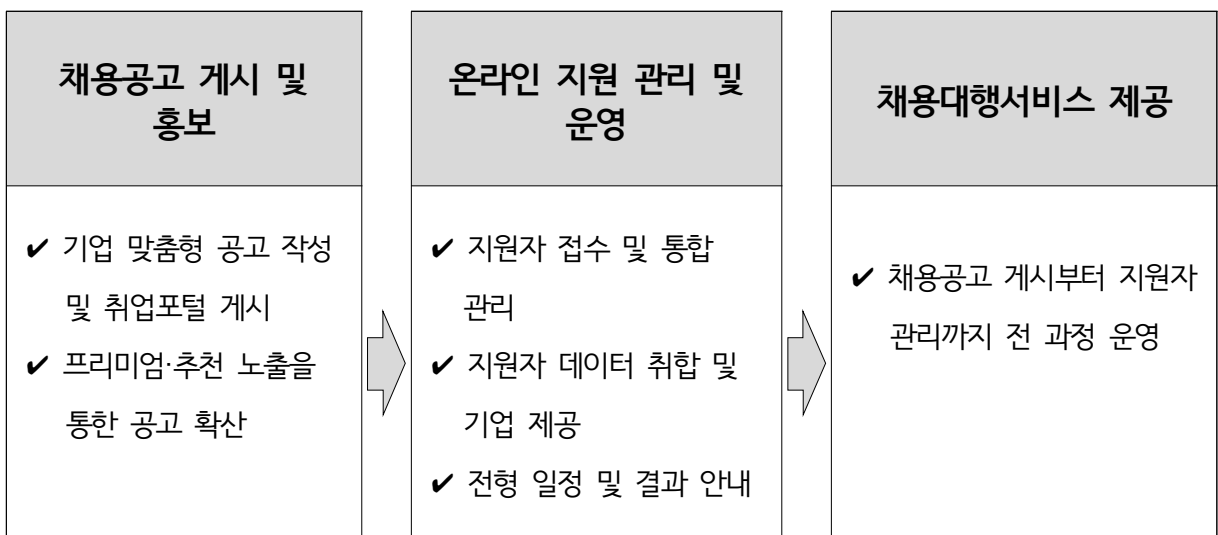 채용공고 게시 및
홍보
✔ 기업 맞춤형 공고 작성
및 취업포털 게시
✔ 프리미엄·추천 노출을
통한 공고 확산
온라인 지원 관리 및
운영
✔ 지원자 접수 및 통합
관리
✔ 지원자 데이터 취합 및
기업 제공
✔ 전형 일정 및 결과 안내
채용대행서비스 제공
✔ 채용공고 게시부터 지원자
관리까지 전 과정 운영